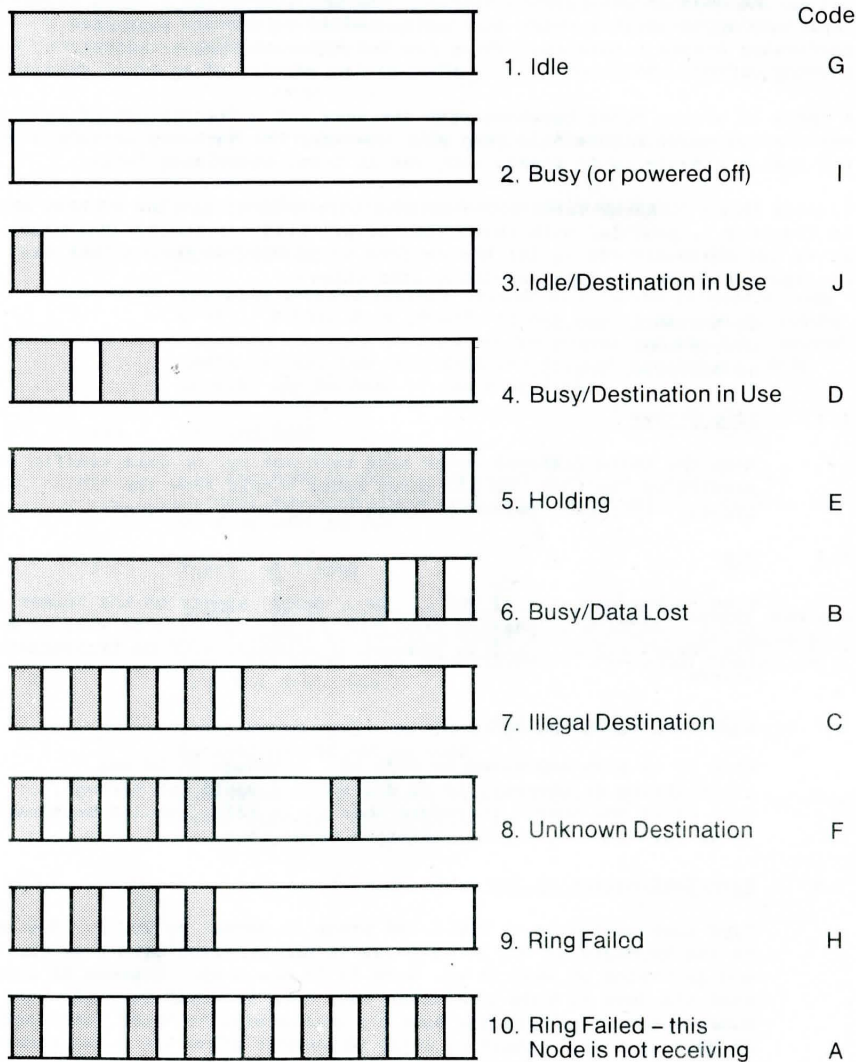 Code
1. Idle G
2. Busy (or powered off) I
3. Idle/Destination in Use J
4. Busy/Destination in Use D
5. Holding E
6. Busy/Data Lost B
7. Illegal Destination C
8. Unknown Destination F
9. Ring Failed H
10. Ring Failed – this
Node is not receiving A